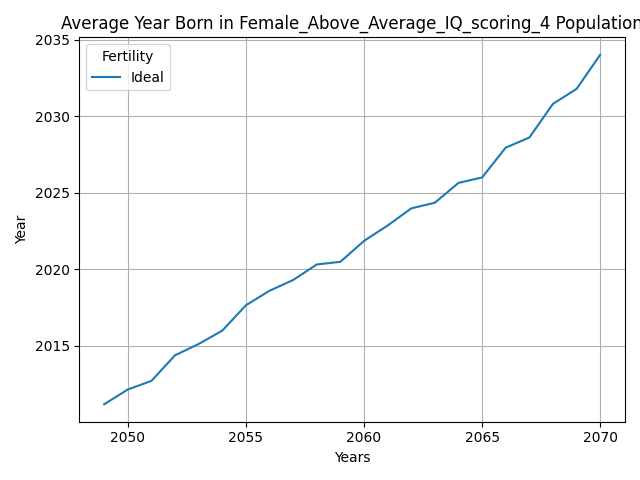 Average Year Born in Female_Above_Average_IQ_scoring_4 Population
Fertility
Ideal
2035
2030
2025
2020
2015
Year
2050 2055 2060 2065 2070
Years